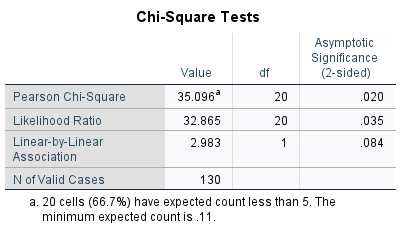 Chi-Square Tests
Value df Asymptotic Significance (2-sided)
Pearson Chi-Square 35.096a 20 .020
Likelihood Ratio 32.865 20 .035
Linear-by-Linear Association 2.983 1 .084
N of Valid Cases 130
a. 20 cells (66.7%) have expected count less than 5. The
minimum expected count is .11.